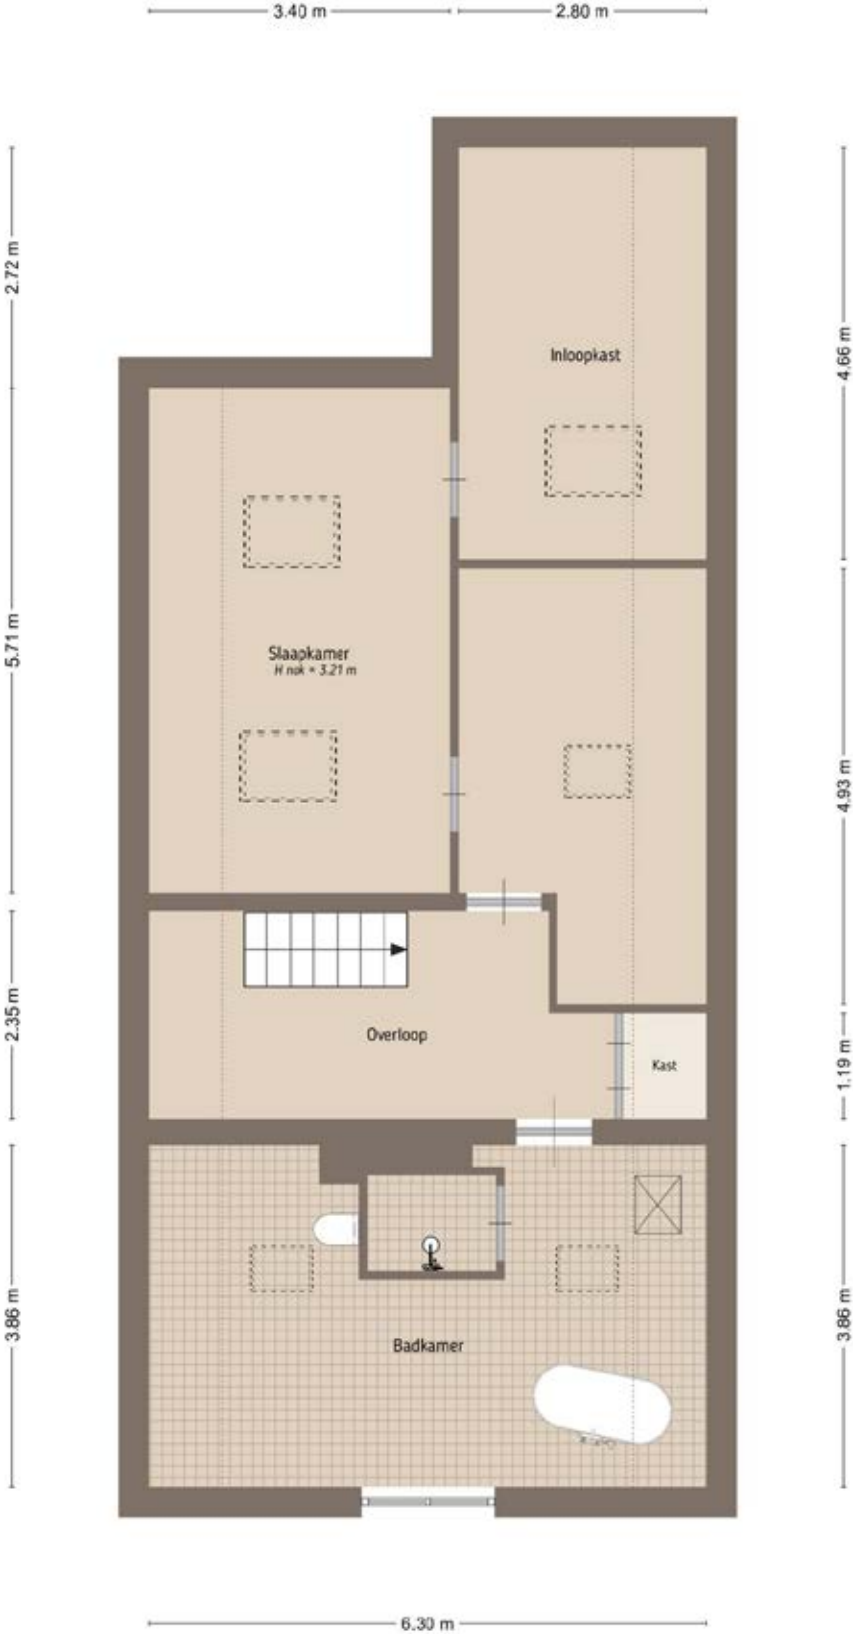 3.40 m
2.80 m
2.72 m
4.66 m
Inloopkast
5.71 m
Slaapkamer
H nok = 3.21 m
4.93 m
2.35 m
Overloop
1.19 m
Kast
3.86 m
3.86 m
Badkamer
6.30 m